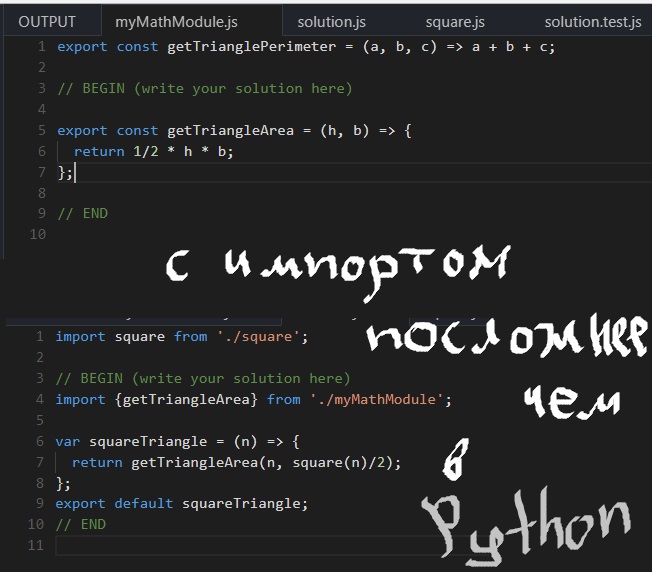 OUTPUT myMathModule.js solution.js square.js solution.test.js
1 export const getTrianglePerimeter = (a, b, c) => a + b + c;
2
3 // BEGIN (write your solution here)
4
5 export const getTriangleArea = (h, b) => {
6 return 1/2 * h * b;
7 };
8
9 // END
10
с импортом
посложнее
чем
в
Python
1 import square from './square';
2
3 // BEGIN (write your solution here)
4 import {getTriangleArea} from './myMathModule';
5
6 var squareTriangle = (n) => {
7 return getTriangleArea(n, square(n)/2);
8 };
9 export default squareTriangle;
10 // END
11